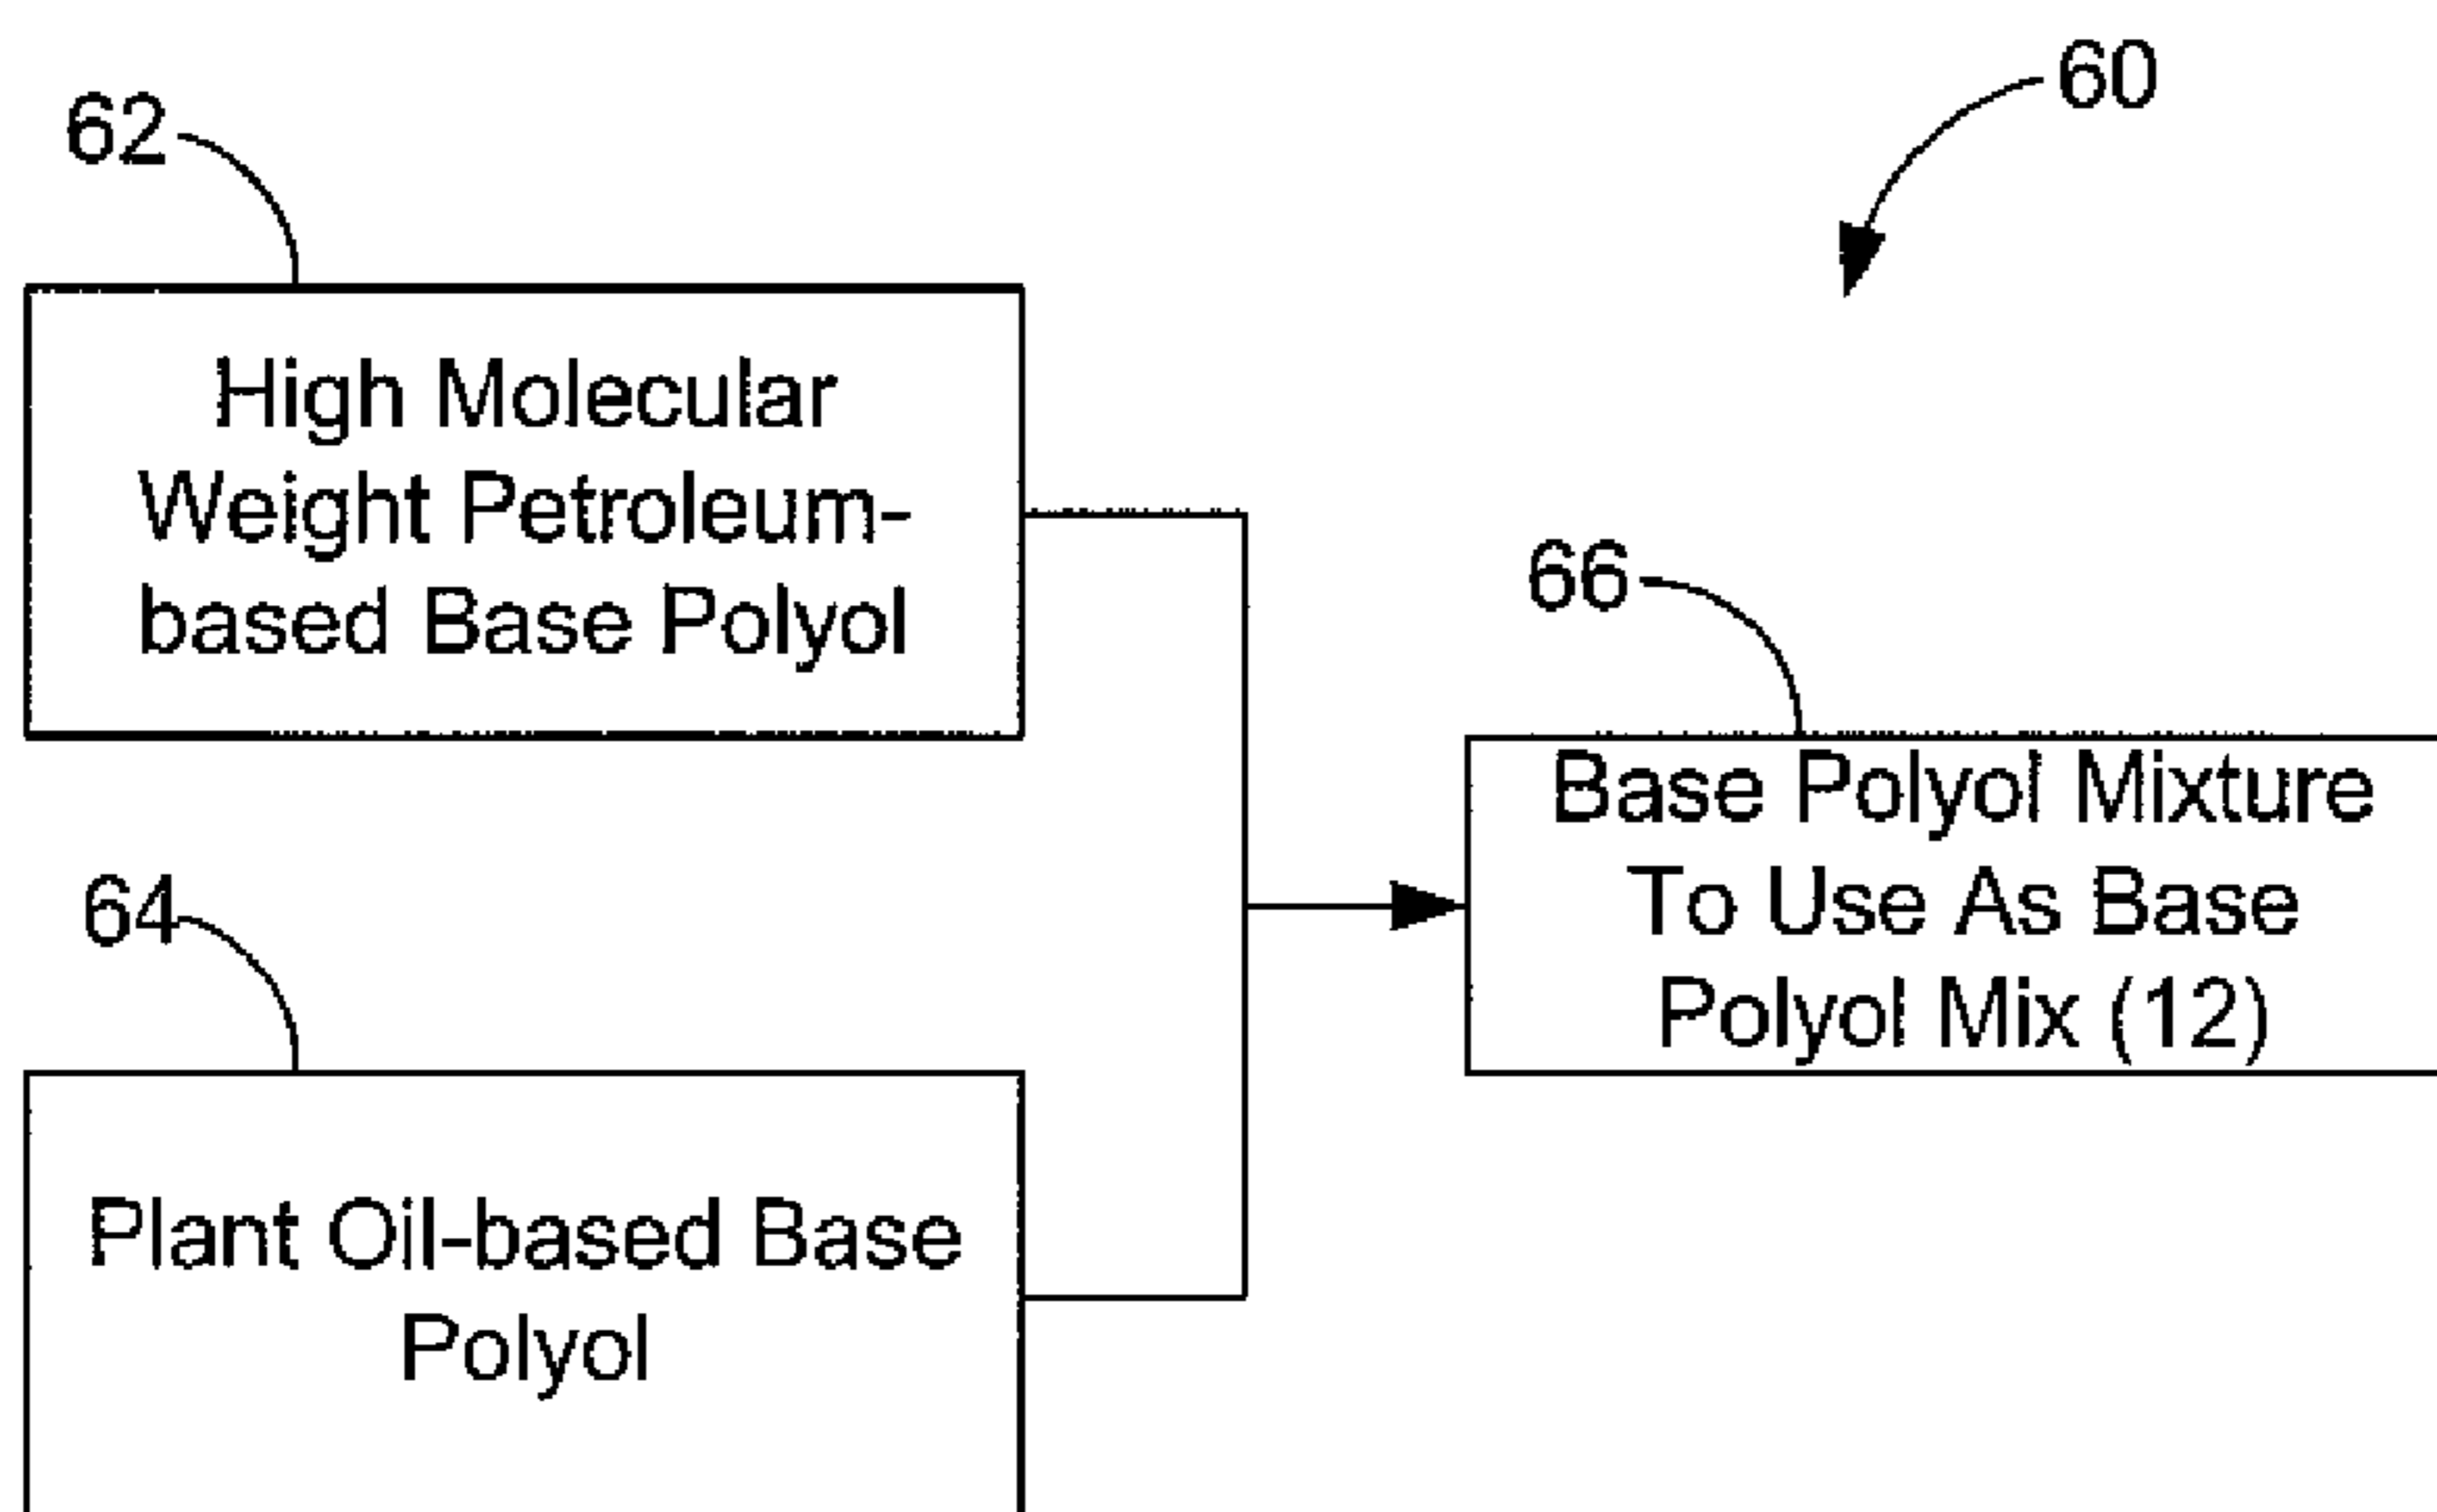 60
62
High Molecular
Weight Petroleum-
based Base Polyol
66
Base Polyol Mixture
To Use As Base
Polyol Mix (12)
64
Plant Oil-based Base
Polyol